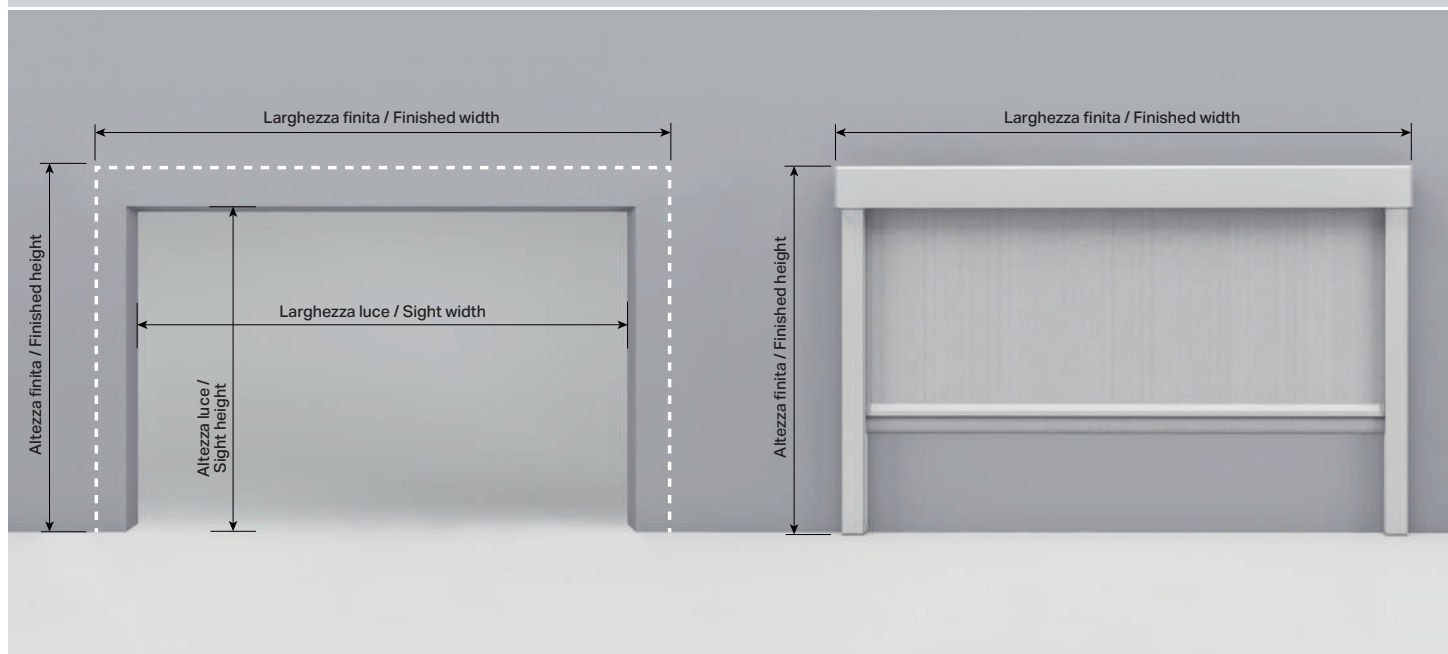 Larghezza finita / Finished width
Larghezza finita / Finished width
Altezza finita / Finished height
Larghezza luce / Sight width
Altezza luce /
Sight height
Altezza finita / Finished height